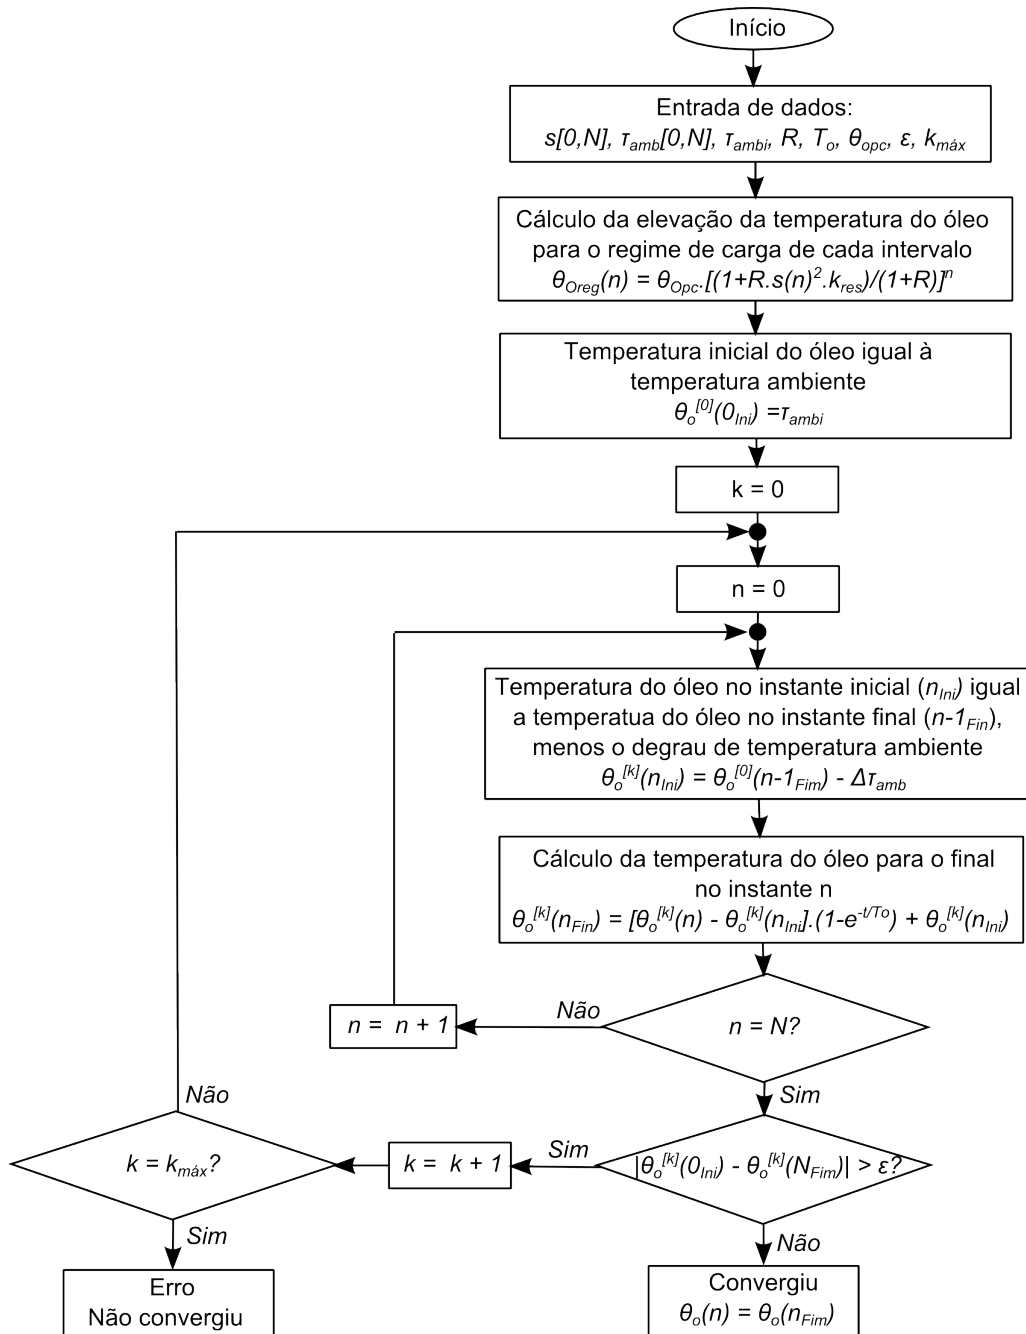 Início
Entrada de dados:
s[0,N], τamb[0,N], τambi, R, To, θopc, ε, kmáx
Cálculo da elevação da temperatura do óleo
para o regime de carga de cada intervalo
θOreg(n) = θOpc.[(1+R.s(n)².kres)/(1+R)]ⁿ
Temperatura inicial do óleo igual à
temperatura ambiente
θo[0](0Ini) =τambi
k = 0
n = 0
Temperatura do óleo no instante inicial (nIni) igual
a temperatua do óleo no instante final (n-1Fin),
menos o degrau de temperatura ambiente
θo[k](nIni) = θo[0](n-1Fim) - Δτamb
Cálculo da temperatura do óleo para o final
no instante n
θo[k](nFin) = [θo[k](n) - θo[k](nIni].(1-e-t/To) + θo[k](nIni)
n = N?
Não
n = n + 1
Sim
|θo[k](0Ini) - θo[k](NFim)| > ε?
Sim
k = k + 1
k = kmáx?
Não
Sim
Erro
Não convergiu
Não
Convergiu
θo(n) = θo(nFim)